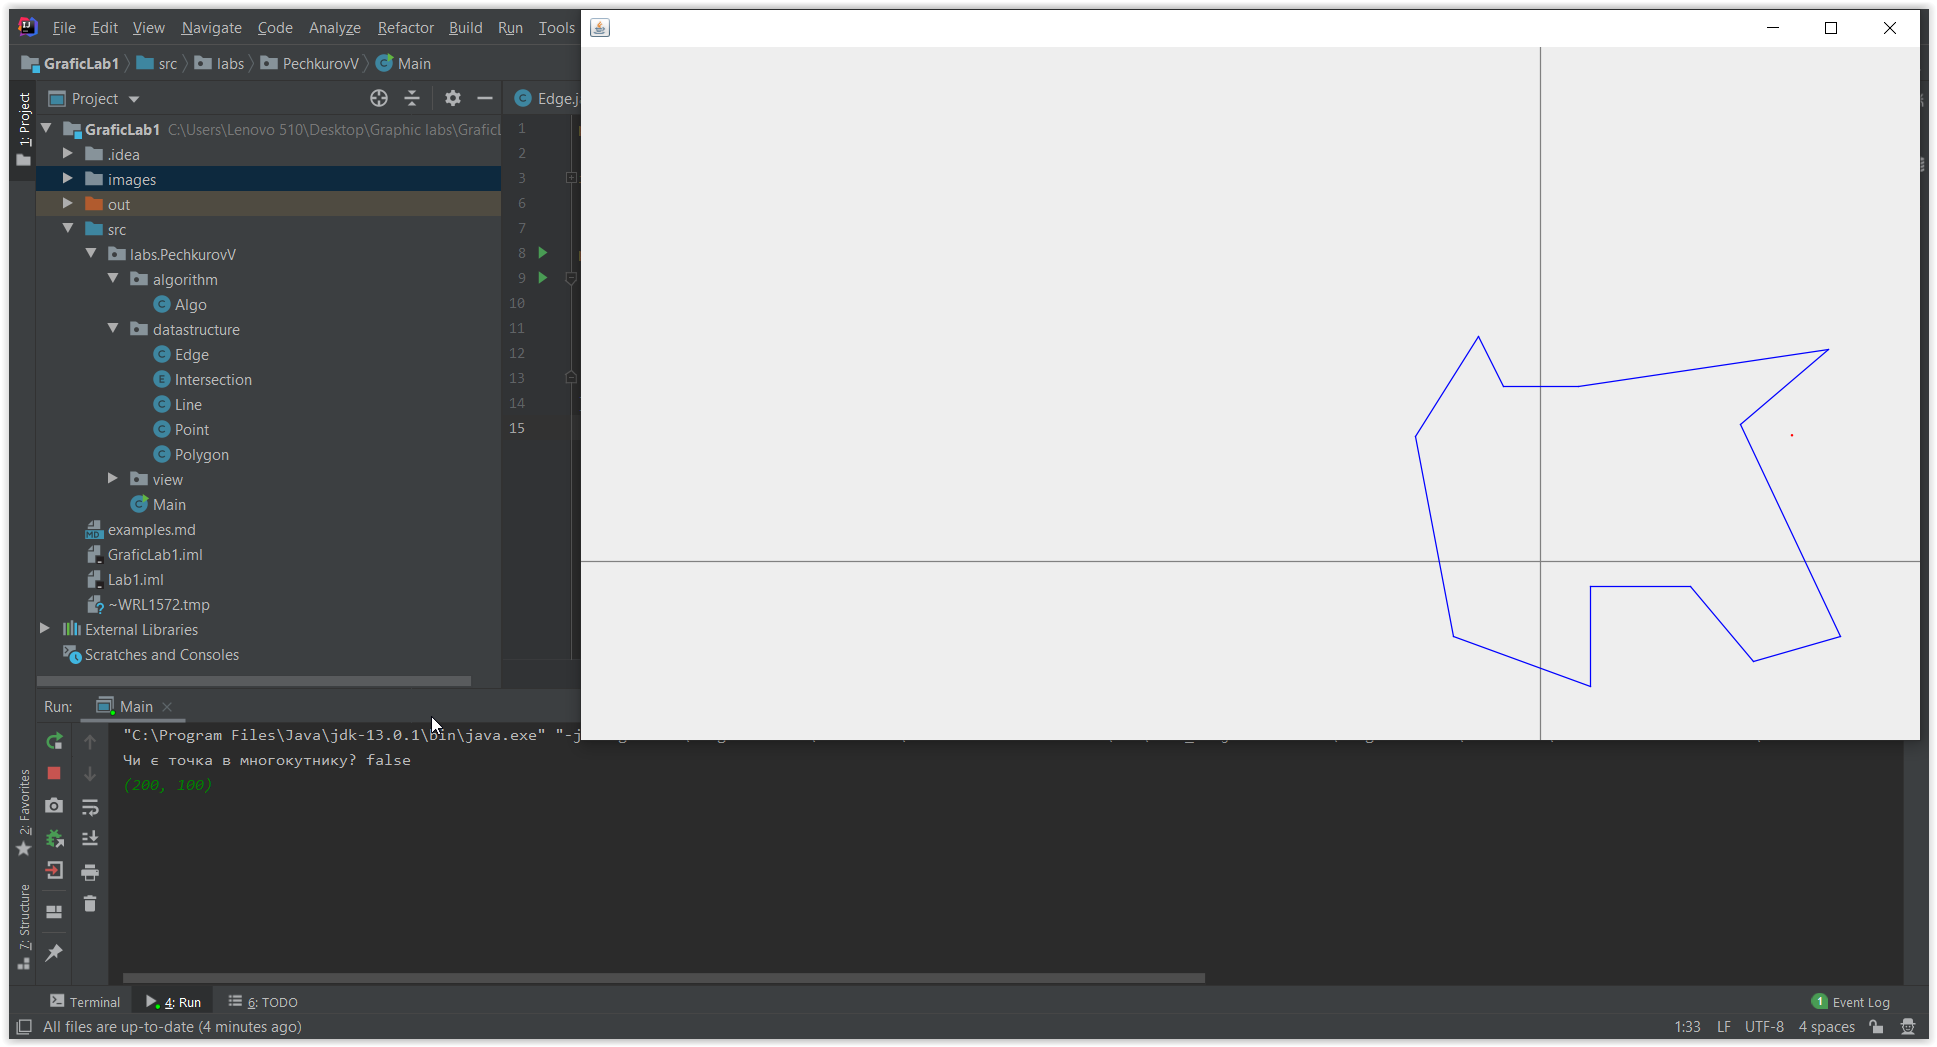 File Edit View Navigate Code Analyze Refactor Build Run Tools
GraficLab1 src labs PechkurovV Main
1: Project
Project
Edge.j
GraficLab1 C:\Users\Lenovo 510\Desktop\Graphic labs\GraficL
.idea
images
out
src
labs.PechkurovV
algorithm
Algo
datastructure
Edge
Intersection
Line
Point
Polygon
view
Main
examples.md
GraficLab1.iml
Lab1.iml
~WRL1572.tmp
External Libraries
Scratches and Consoles
1
2
3
6
7
8
9
10
11
12
13
14
15
Run: Main
"C:\Program Files\Java\jdk-13.0.1\bin\java.exe" "-j
Чи є точка в многокутнику? false
(200, 100)
2: Favorites
7: Structure
Terminal 4: Run 6: TODO
1 Event Log
All files are up-to-date (4 minutes ago)
1:33 LF UTF-8 4 spaces